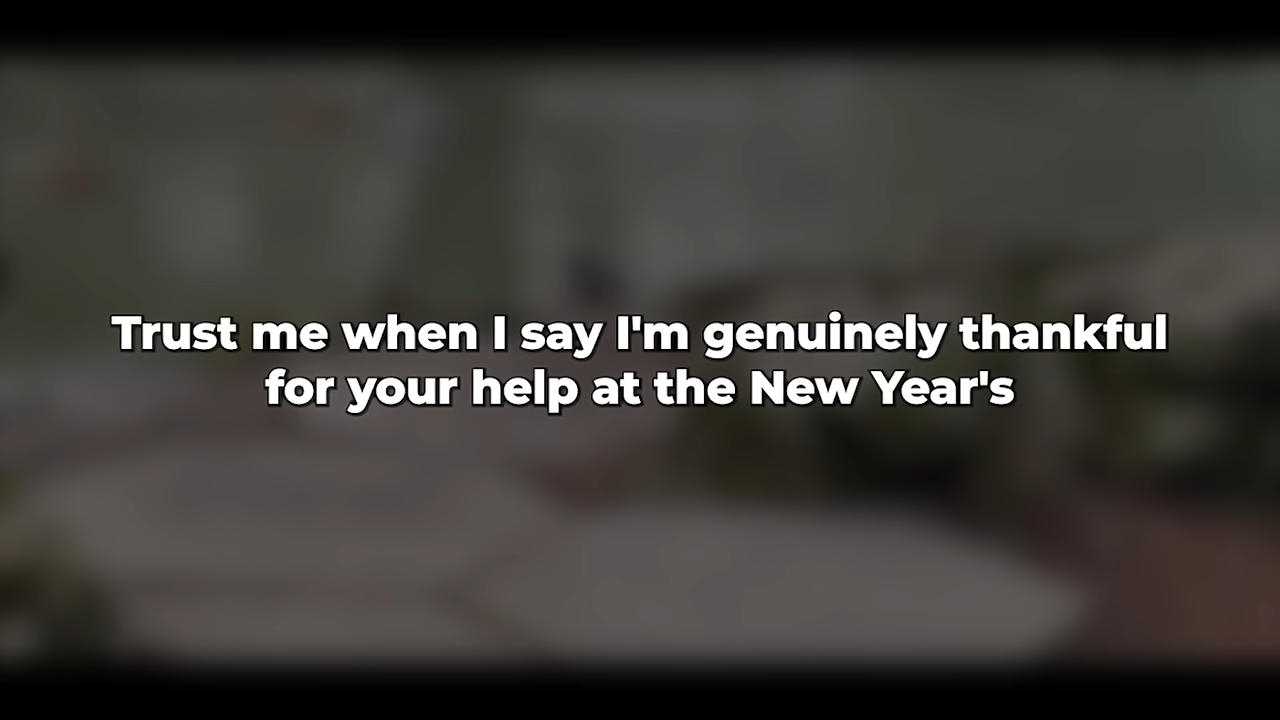 Trust me when I say I'm genuinely thankful
for your help at the New Year's